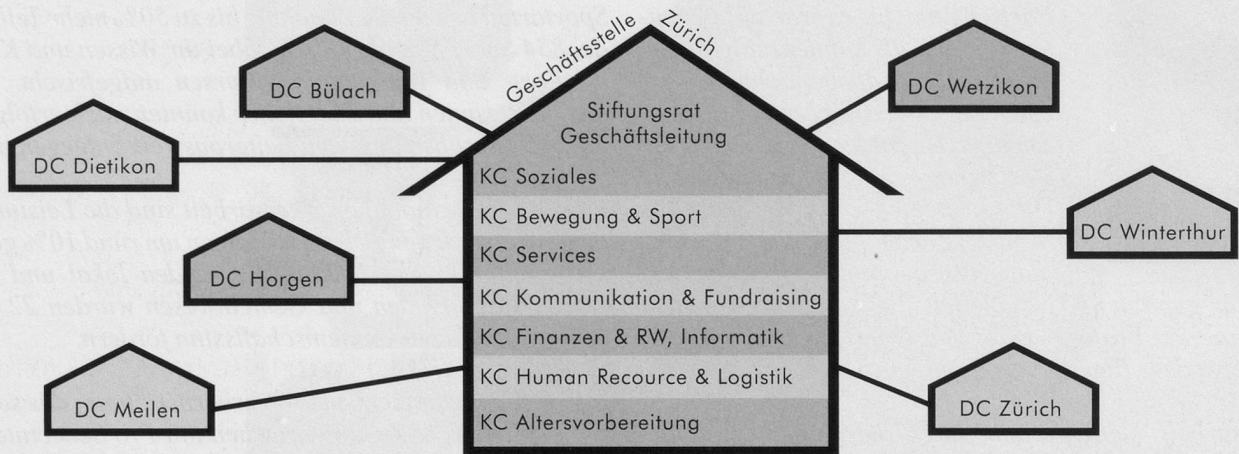 Geschäftsstelle Zürich
DC Bülach
DC Wetzikon
Stiftungsrat
Geschäftsleitung
DC Dietikon
KC Soziales
KC Bewegung & Sport
DC Winterthur
KC Services
DC Horgen
KC Kommunikation & Fundraising
KC Finanzen & RW, Informatik
KC Human Recource & Logistik
DC Meilen
DC Zürich
KC Altersvorbereitung